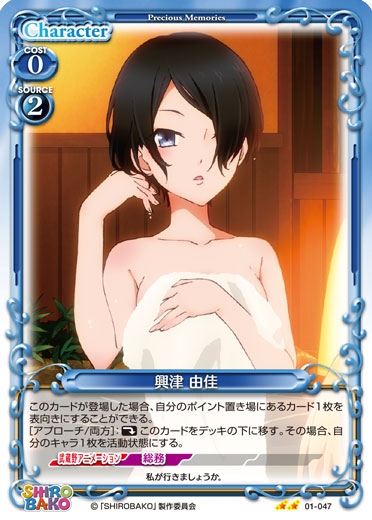 Precious Memories
Character
COST
0
SOURCE
2
興津 由佳
このカードが登場した場合、自分のポイント置き場にあるカード1枚を
表向きにすることができる。
[アプローチ/両方]: このカードをデッキの下に移す。その場合、自
分のキャラ1枚を活動状態にする。
武蔵野アニメーション 総務
私が行きましょうか。
SHIRO
BAKO
© 「SHIROBAKO」製作委員会
★★ 01-047